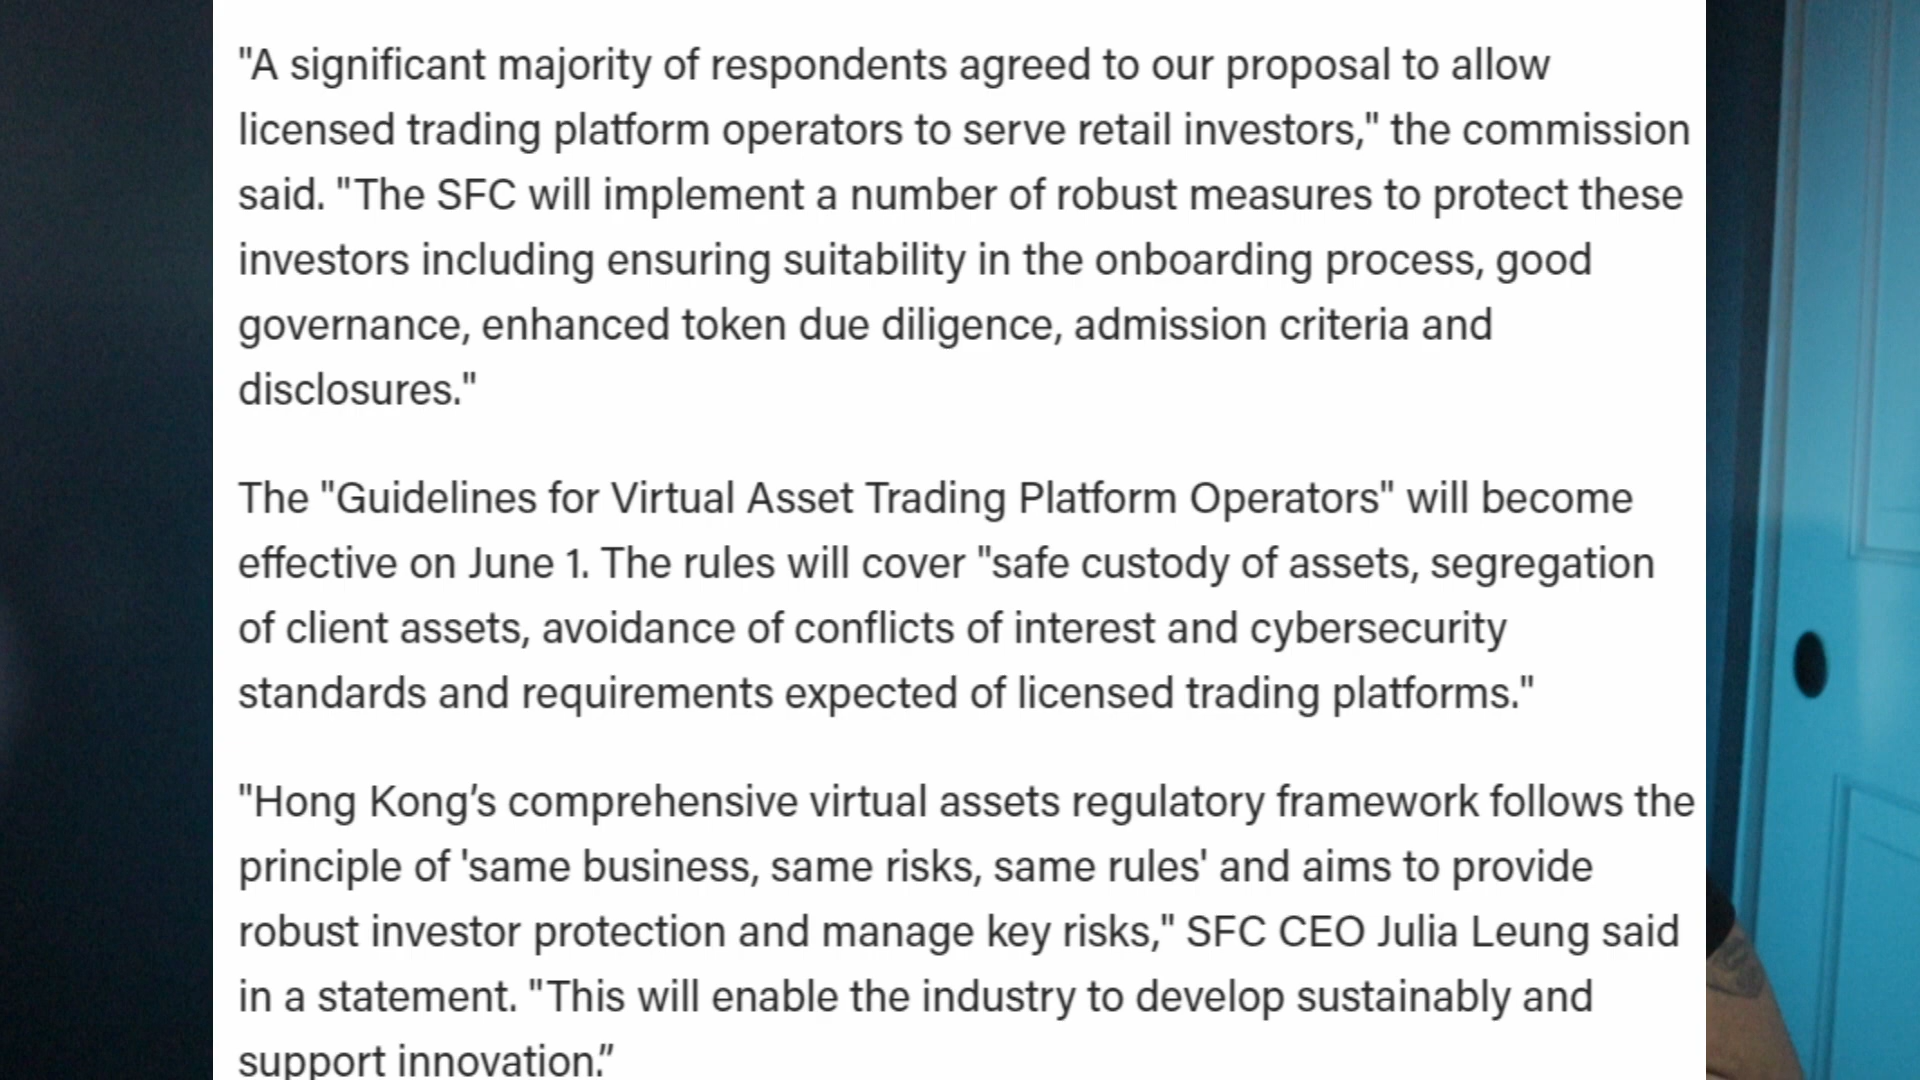 "A significant majority of respondents agreed to our proposal to allow
licensed trading platform operators to serve retail investors," the commission
said. "The SFC will implement a number of robust measures to protect these
investors including ensuring suitability in the onboarding process, good
governance, enhanced token due diligence, admission criteria and
disclosures."
The "Guidelines for Virtual Asset Trading Platform Operators" will become
effective on June 1. The rules will cover "safe custody of assets, segregation
of client assets, avoidance of conflicts of interest and cybersecurity
standards and requirements expected of licensed trading platforms."
"Hong Kong’s comprehensive virtual assets regulatory framework follows the
principle of 'same business, same risks, same rules' and aims to provide
robust investor protection and manage key risks," SFC CEO Julia Leung said
in a statement. "This will enable the industry to develop sustainably and
support innovation.”